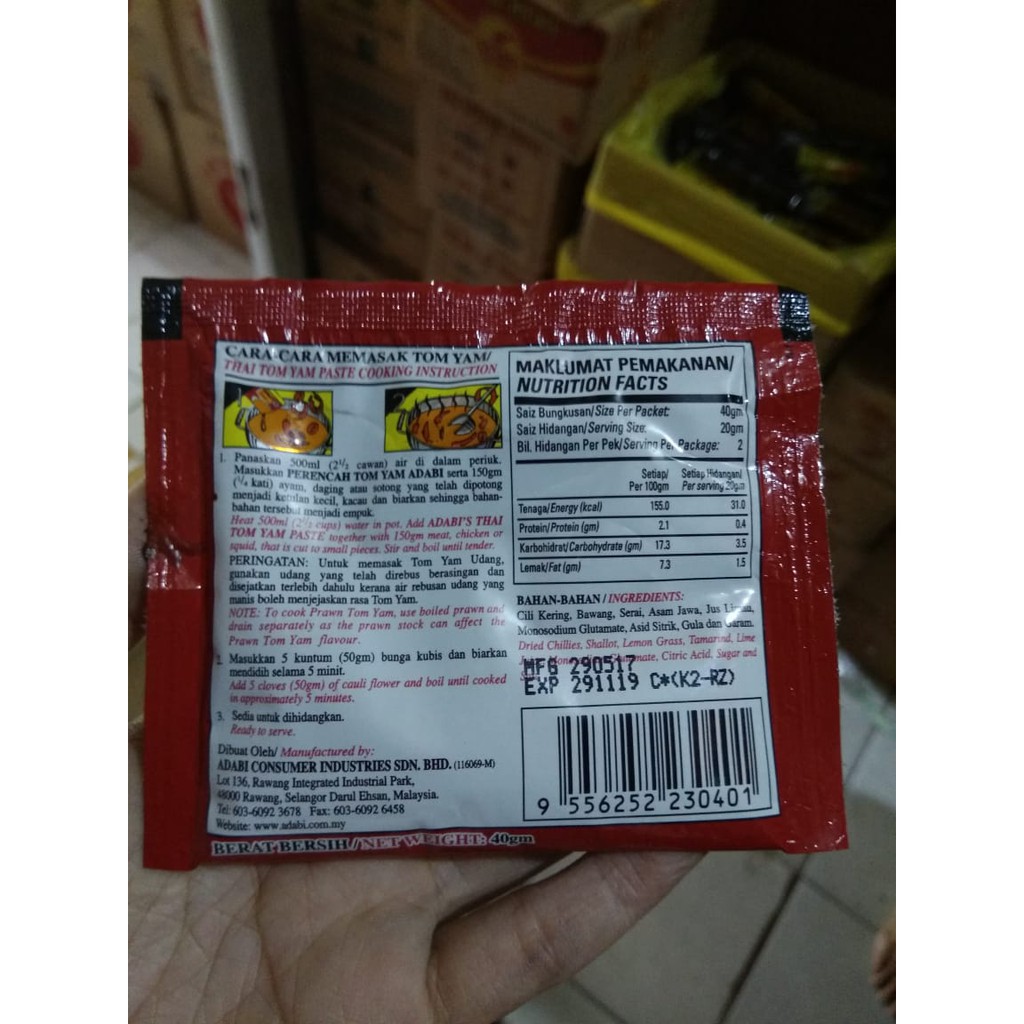 CARA-CARA MEMASAK TOM YAM/
THAI TOM YAM PASTE COOKING INSTRUCTION
1
2
1. Panaskan 500ml (2½ cawan) air di dalam periuk.
Masukkan PERENCAH TOM YAM ADABI serta 150gm
(¼ kati) ayam, daging atau sotong yang telah dipotong
menjadi ketulan kecil, kacau dan biarkan sehingga bahan-
bahan tersebut menjadi empuk.
Heat 500ml (2½ cups) water in pot. Add ADABI'S THAI
TOM YAM PASTE together with 150gm meat, chicken or
squid, that is cut to small pieces. Stir and boil until tender.
PERINGATAN: Untuk memasak Tom Yam Udang,
gunakan udang yang telah direbus berasingan dan
disejatkan terlebih dahulu kerana air rebusan udang yang
manis boleh menjejaskan rasa Tom Yam.
NOTE: To cook Prawn Tom Yam, use boiled prawn and
drain separately as the prawn stock can affect the
Prawn Tom Yam flavour.
2. Masukkan 5 kuntum (50gm) bunga kubis dan biarkan
mendidih selama 5 minit.
Add 5 cloves (50gm) of cauli flower and boil until cooked
in approximately 5 minutes.
3. Sedia untuk dihidangkan.
Ready to serve.
Dibuat Oleh/ Manufactured by:
ADABI CONSUMER INDUSTRIES SDN. BHD. (116069-M)
Lot 136, Rawang Integrated Industrial Park,
48000 Rawang, Selangor Darul Ehsan, Malaysia.
Tel: 603-6092 3678 Fax: 603-6092 6458
Website: www.adabi.com.my
BERAT BERSIH / NET WEIGHT: 40gm
MAKLUMAT PEMAKANAN/
NUTRITION FACTS
Saiz Bungkusan/Size Per Packet: 40gm
Saiz Hidangan/Serving Size: 20gm
Bil. Hidangan Per Pek/Serving Per Package: 2
Setiap/ Setiap Hidangan/
Per 100gm Per serving 20gm
Tenaga/Energy (kcal) 155.0 31.0
Protein/Protein (gm) 2.1 0.4
Karbohidrat/Carbohydrate (gm) 17.3 3.5
Lemak/Fat (gm) 7.3 1.5
BAHAN-BAHAN / INGREDIENTS:
Cili Kering, Bawang, Serai, Asam Jawa, Jus Limau,
Monosodium Glutamate, Asid Sitrik, Gula dan Garam.
Dried Chillies, Shallot, Lemon Grass, Tamarind, Lime
Citric Acid, Sugar and
MFG 290517
EXP 291119 C*(K2-RZ)
9 556252 230401